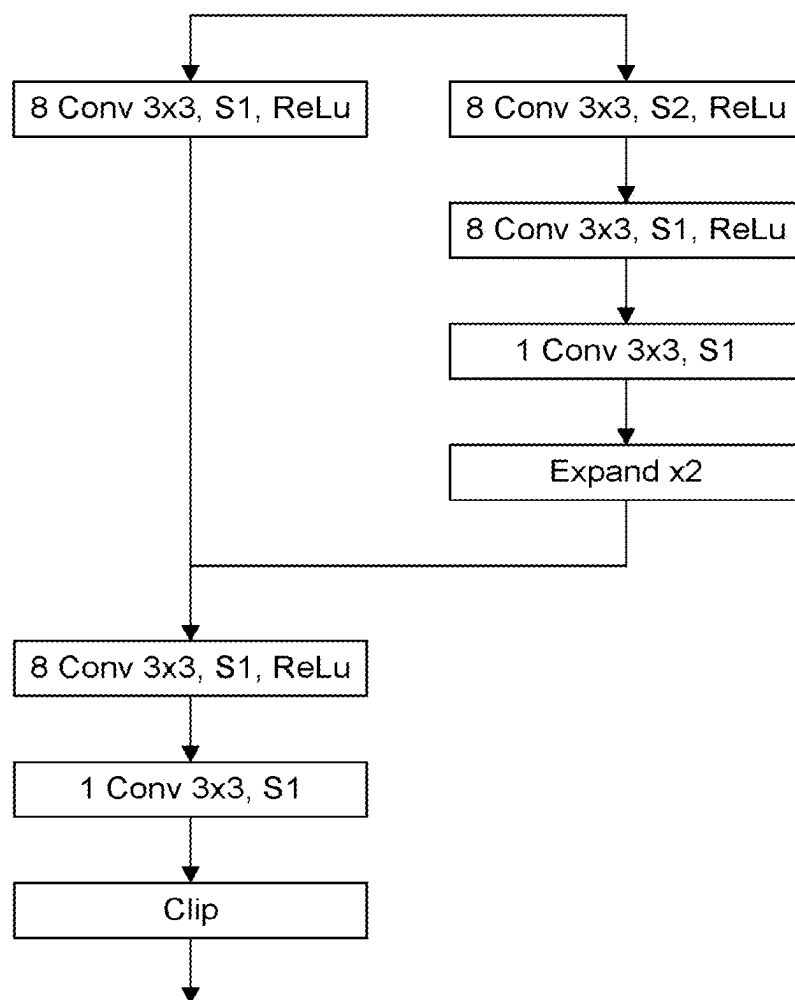 8 Conv 3x3, S1, ReLu
8 Conv 3x3, S2, ReLu
8 Conv 3x3, S1, ReLu
1 Conv 3x3, S1
Expand x2
8 Conv 3x3, S1, ReLu
1 Conv 3x3, S1
Clip